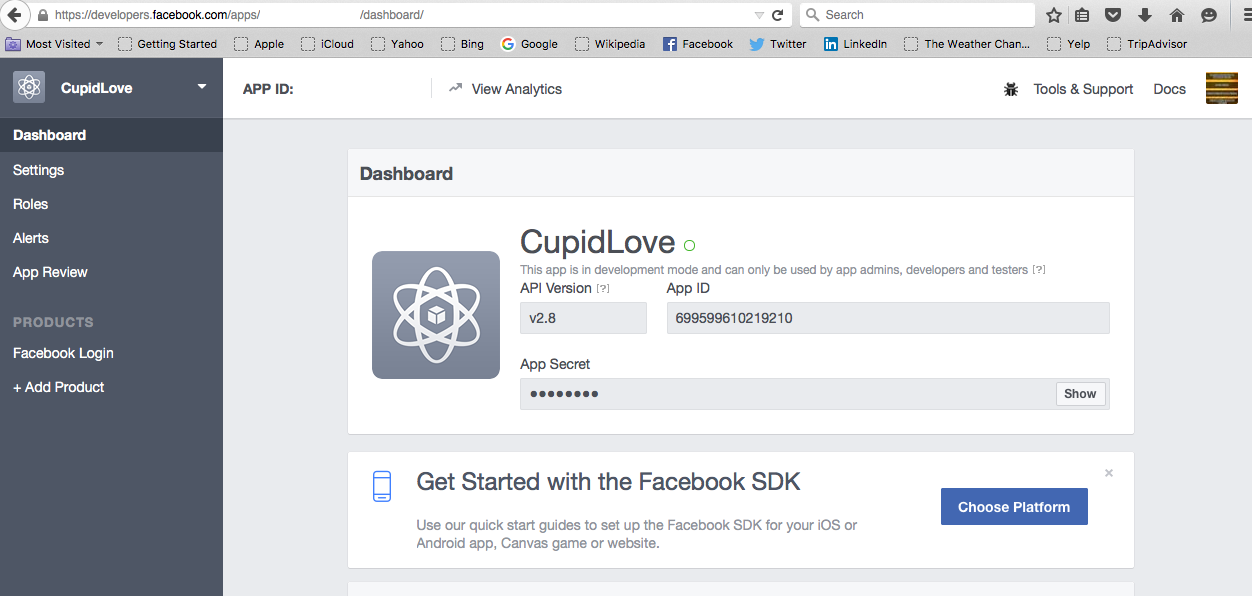 https://developers.facebook.com/apps/ /dashboard/
Search
Most Visited Getting Started Apple iCloud Yahoo Bing Google Wikipedia Facebook Twitter LinkedIn The Weather Chan... Yelp TripAdvisor
CupidLove
APP ID:
View Analytics
Tools & Support
Docs
Dashboard
Settings
Roles
Alerts
App Review
PRODUCTS
Facebook Login
+ Add Product
Dashboard
CupidLove
This app is in development mode and can only be used by app admins, developers and testers [?]
API Version [?]
App ID
v2.8
699599610219210
App Secret
●●●●●●●●
Show
Get Started with the Facebook SDK
Use our quick start guides to set up the Facebook SDK for your iOS or
Android app, Canvas game or website.
Choose Platform